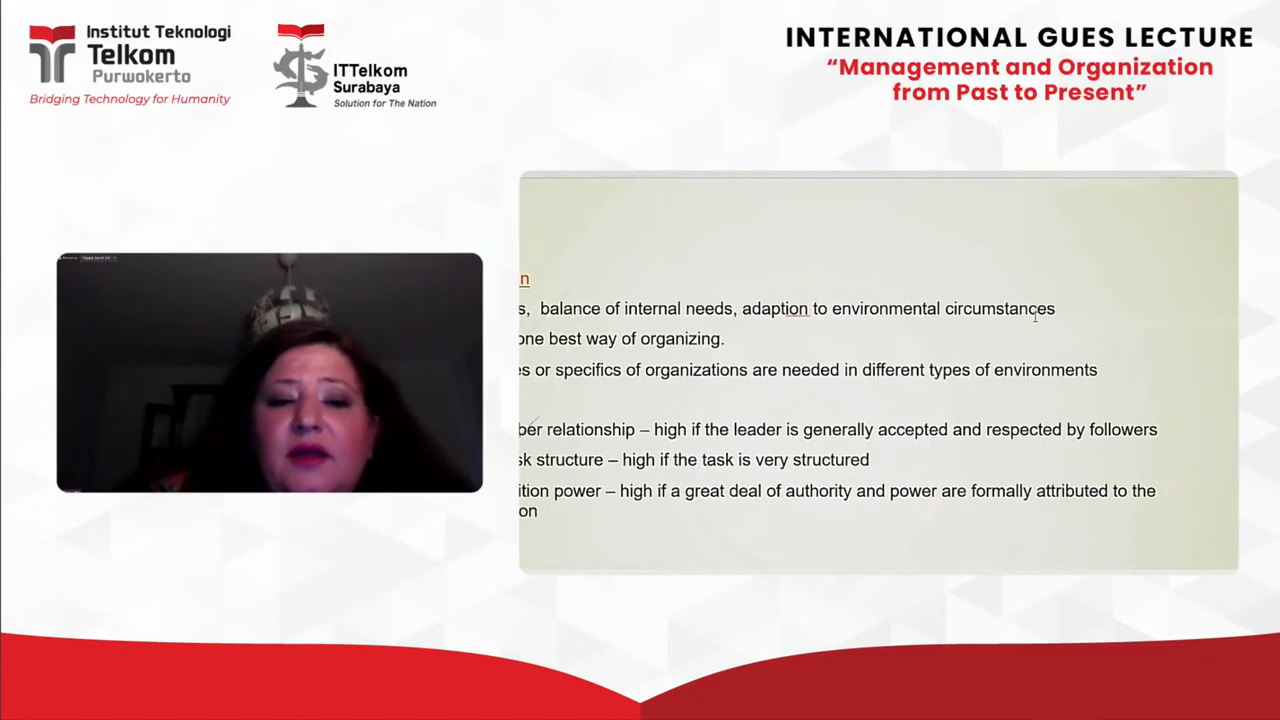 Institut Teknologi
Telkom
Purwokerto
Bridging Technology for Humanity
ITTelkom
Surabaya
Solution for The Nation
INTERNATIONAL GUES LECTURE
“Management and Organization
from Past to Present”
n
s, balance of internal needs, adaption to environmental circumstances
one best way of organizing.
es or specifics of organizations are needed in different types of environments
ber relationship – high if the leader is generally accepted and respected by followers
sk structure – high if the task is very structured
ition power – high if a great deal of authority and power are formally attributed to the
on